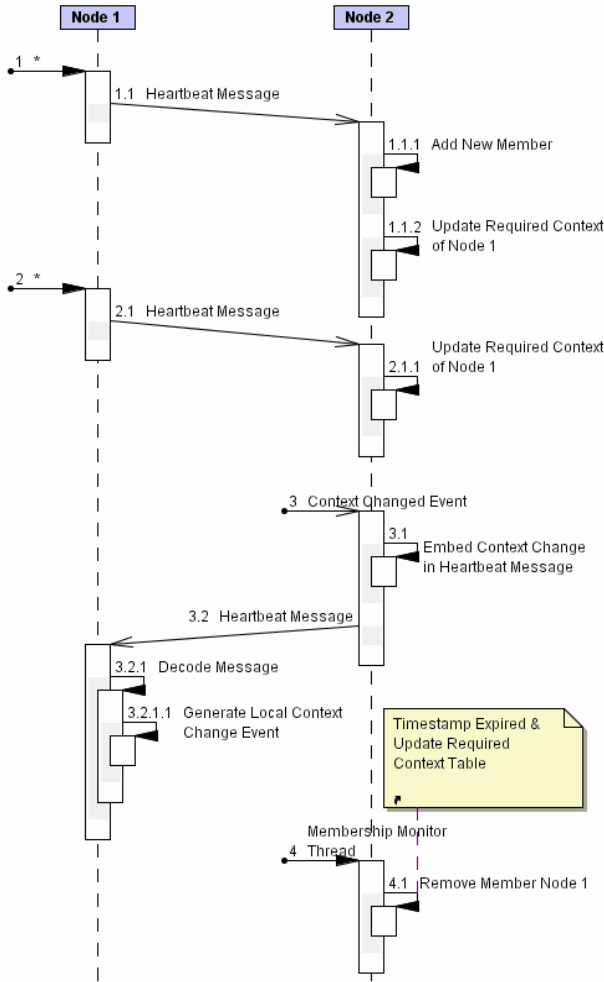 Node 1
Node 2
1 *
1.1 Heartbeat Message
1.1.1 Add New Member
1.1.2 Update Required Context
of Node 1
2 *
2.1 Heartbeat Message
Update Required Context
2.1.1 of Node 1
3 Context Changed Event
3.1
Embed Context Change
in Heartbeat Message
3.2 Heartbeat Message
3.2.1 Decode Message
3.2.1.1 Generate Local Context
Change Event
Timestamp Expired &
Update Required
Context Table
Membership Monitor
4 Thread
4.1 Remove Member Node 1